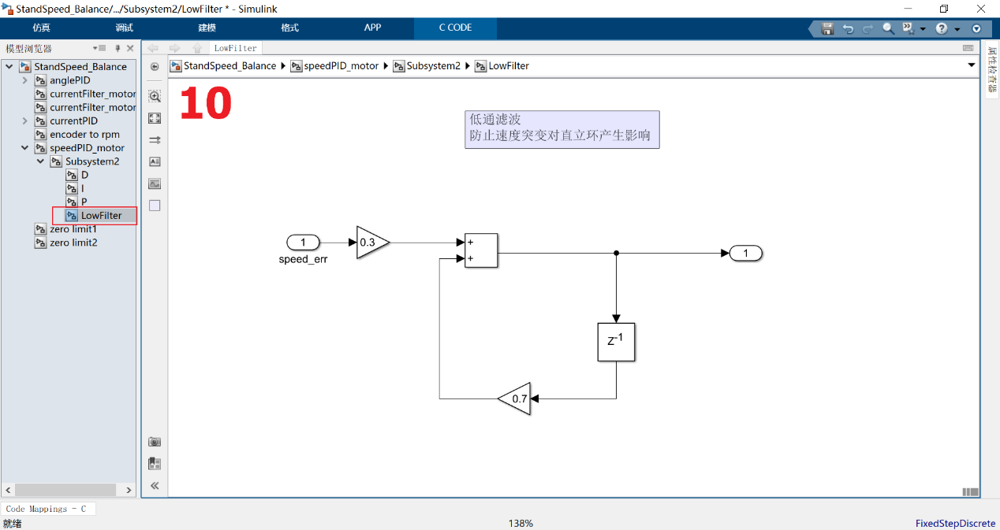 StandSpeed_Balance/.../Subsystem2/LowFilter * - Simulink
仿真 调试 建模 格式 APP C CODE
模型浏览器
LowFilter
StandSpeed_Balance speedPID_motor Subsystem2 LowFilter
属性检查器
StandSpeed_Balance
anglePID
currentFilter_motor
currentFilter_motor
currentPID
encoder to rpm
speedPID_motor
Subsystem2
D
I
P
LowFilter
zero limit1
zero limit2
10
低通滤波
防止速度突变对直立环产生影响
1
speed_err
0.3
+
+
1
Z-1
0.7
Code Mappings - C
就绪
138%
FixedStepDiscrete